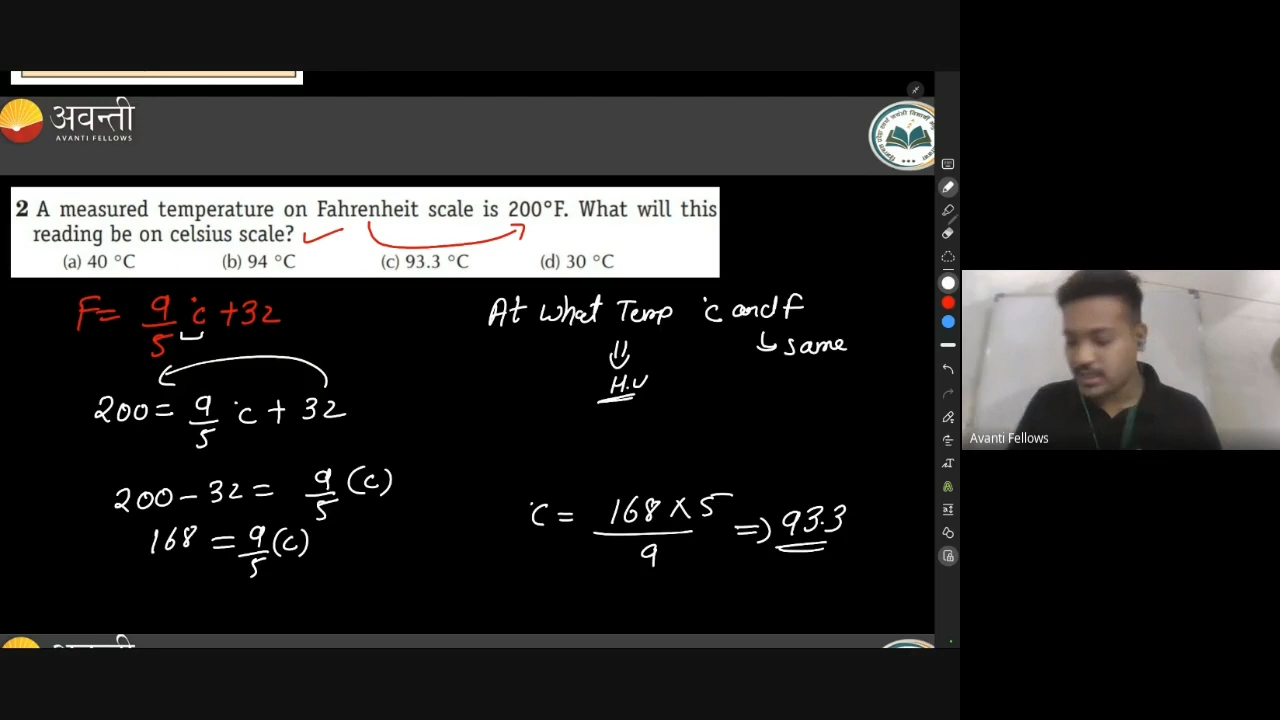 अवन्ती
AVANTI FELLOWS
2 A measured temperature on Fahrenheit scale is 200°F. What will this
reading be on celsius scale?
(a) 40 °C (b) 94 °C (c) 93.3 °C (d) 30 °C
F = 9/5 °C + 32
200 = 9/5 °C + 32
200 - 32 = 9/5 (C)
168 = 9/5 (C)
At what Temp °C and F
↳ same
⇓
H.W
°C = 168 × 5 / 9 ⇒ 93.3
Avanti Fellows